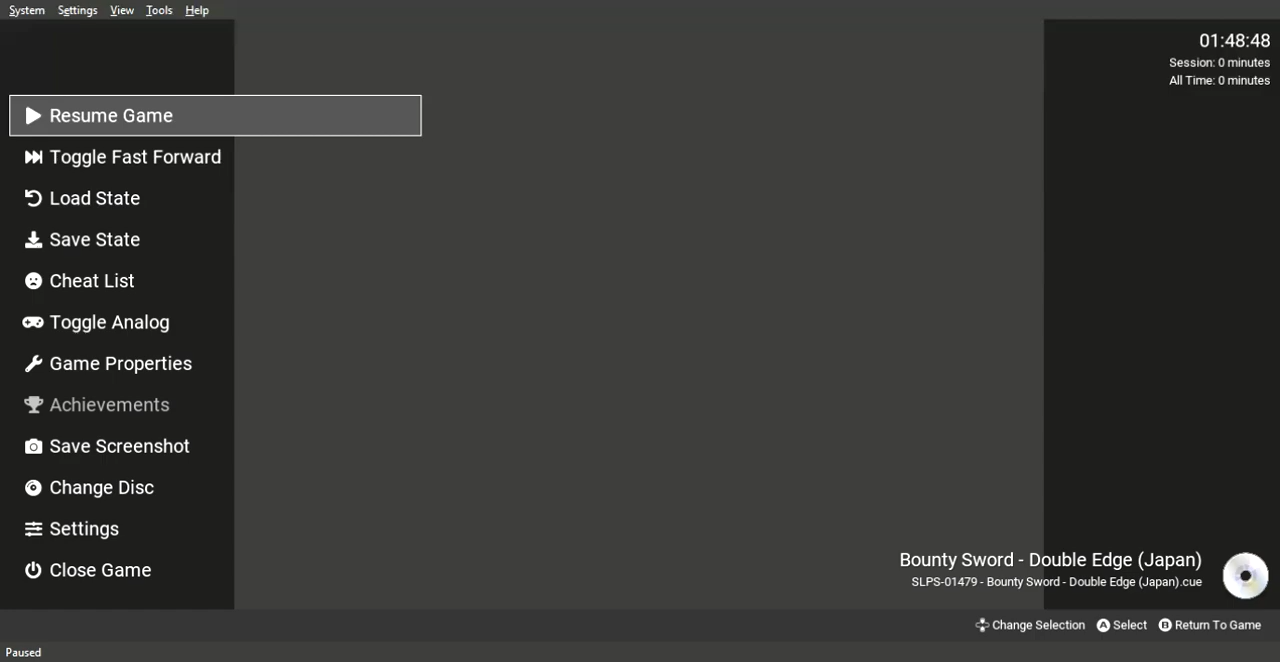 System Settings View Tools Help
01:48:48
Session: 0 minutes
All Time: 0 minutes
Resume Game
Toggle Fast Forward
Load State
Save State
Cheat List
Toggle Analog
Game Properties
Achievements
Save Screenshot
Change Disc
Settings
Close Game
Bounty Sword - Double Edge (Japan)
SLPS-01479 - Bounty Sword - Double Edge (Japan).cue
Change Selection A Select B Return To Game
Paused